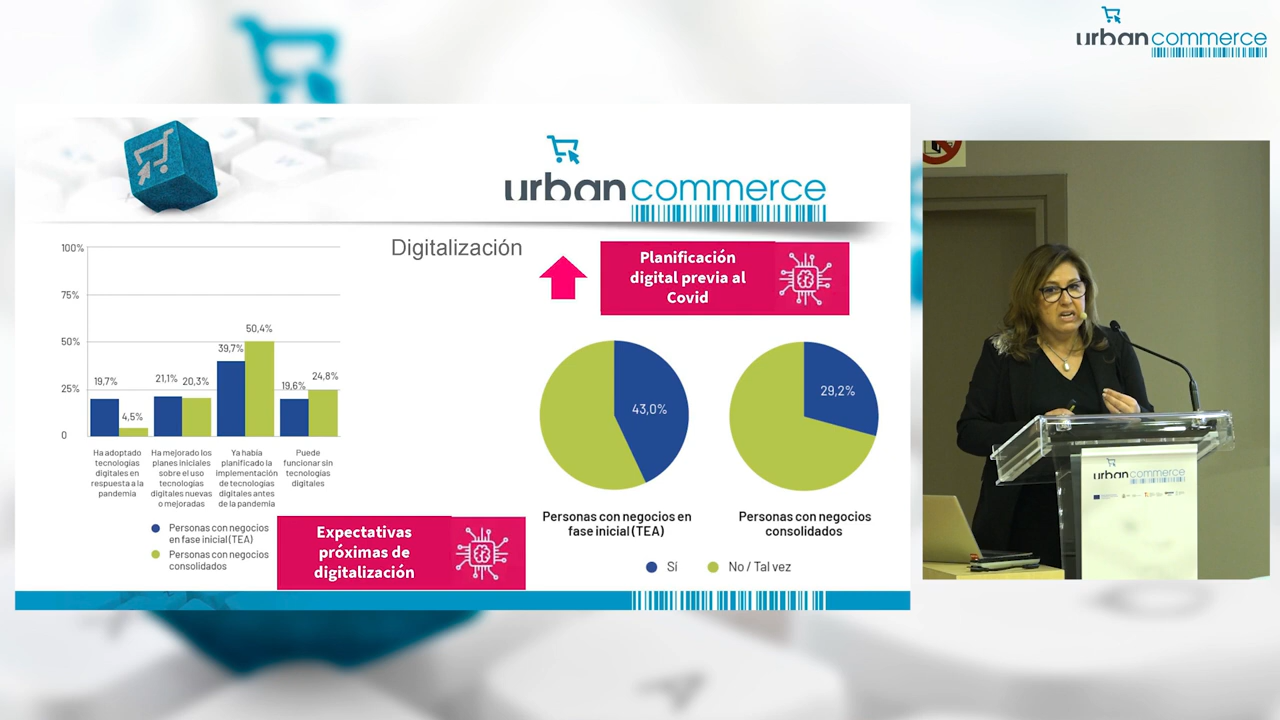 urbancommerce
urbancommerce
Digitalización
Planificación
digital previa al
Covid
100%
75%
50%
25%
0
19,7%
4,5%
21,1%
20,3%
39,7%
50,4%
19,6%
24,8%
Ha adoptado
tecnologías
digitales en
respuesta a la
pandemia
Ha mejorado los
planes iniciales
sobre el uso
tecnologías
digitales nuevas
o mejoradas
Ya había
planificado la
implementación
de tecnologías
digitales antes
de la pandemia
Puede
funcionar sin
tecnologías
digitales
Personas con negocios
en fase inicial (TEA)
Personas con negocios
consolidados
Expectativas
próximas de
digitalización
43,0%
29,2%
Personas con negocios en
fase inicial (TEA)
Personas con negocios
consolidados
Sí
No / Tal vez
urbancommerce